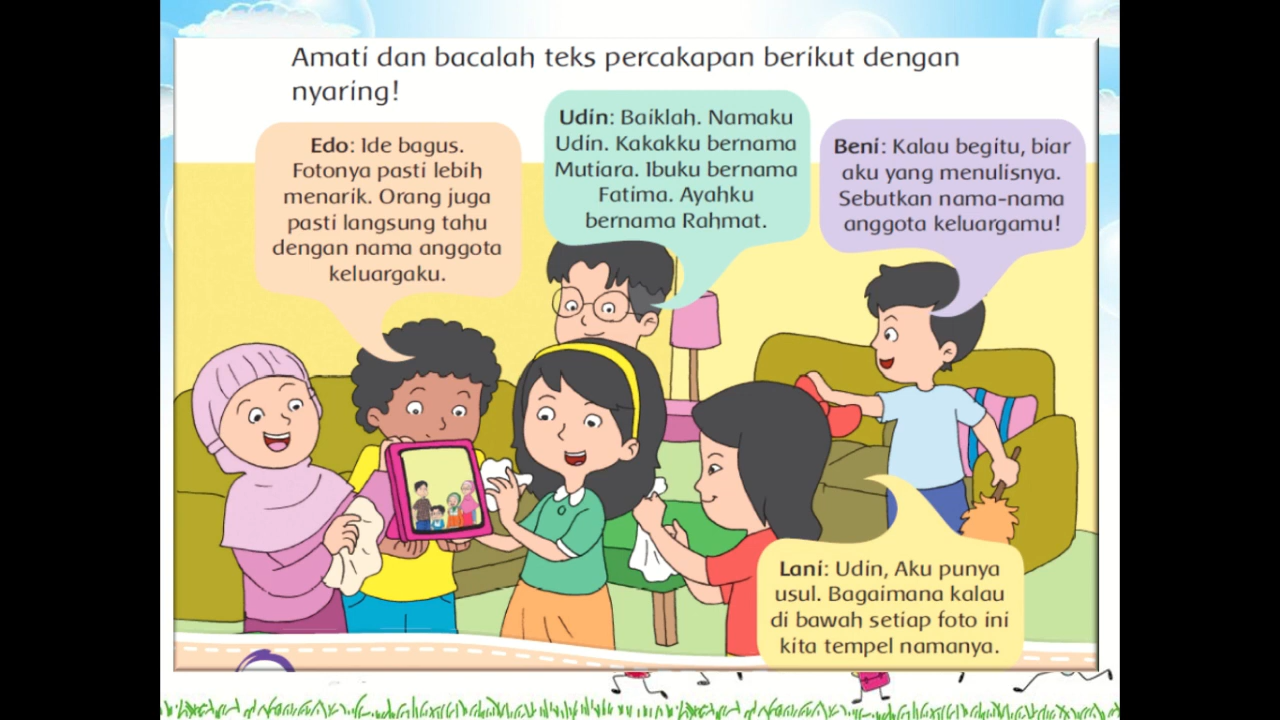 Amati dan bacalah teks percakapan berikut dengan
nyaring!
Edo: Ide bagus.
Fotonya pasti lebih
menarik. Orang juga
pasti langsung tahu
dengan nama anggota
keluargaku.
Udin: Baiklah. Namaku
Udin. Kakakku bernama
Mutiara. Ibuku bernama
Fatima. Ayahku
bernama Rahmat.
Beni: Kalau begitu, biar
aku yang menulisnya.
Sebutkan nama-nama
anggota keluargamu!
Lani: Udin, Aku punya
usul. Bagaimana kalau
di bawah setiap foto ini
kita tempel namanya.